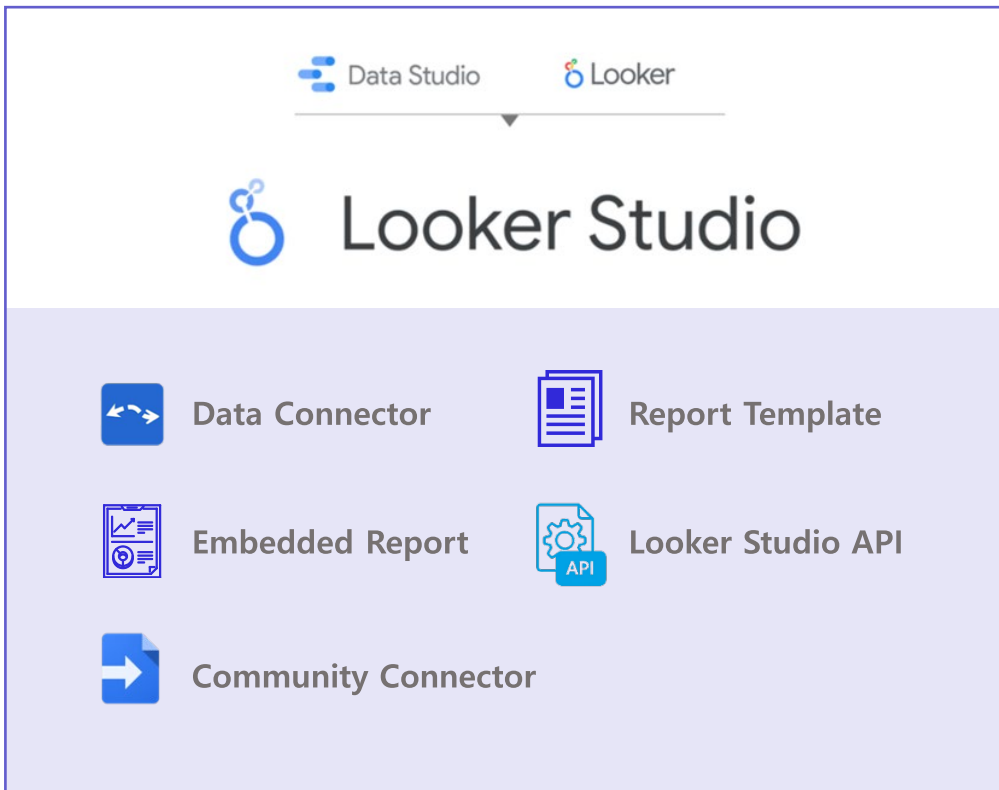 Data Studio
Looker
Looker Studio
Data Connector
Report Template
Embedded Report
Looker Studio API
API
Community Connector